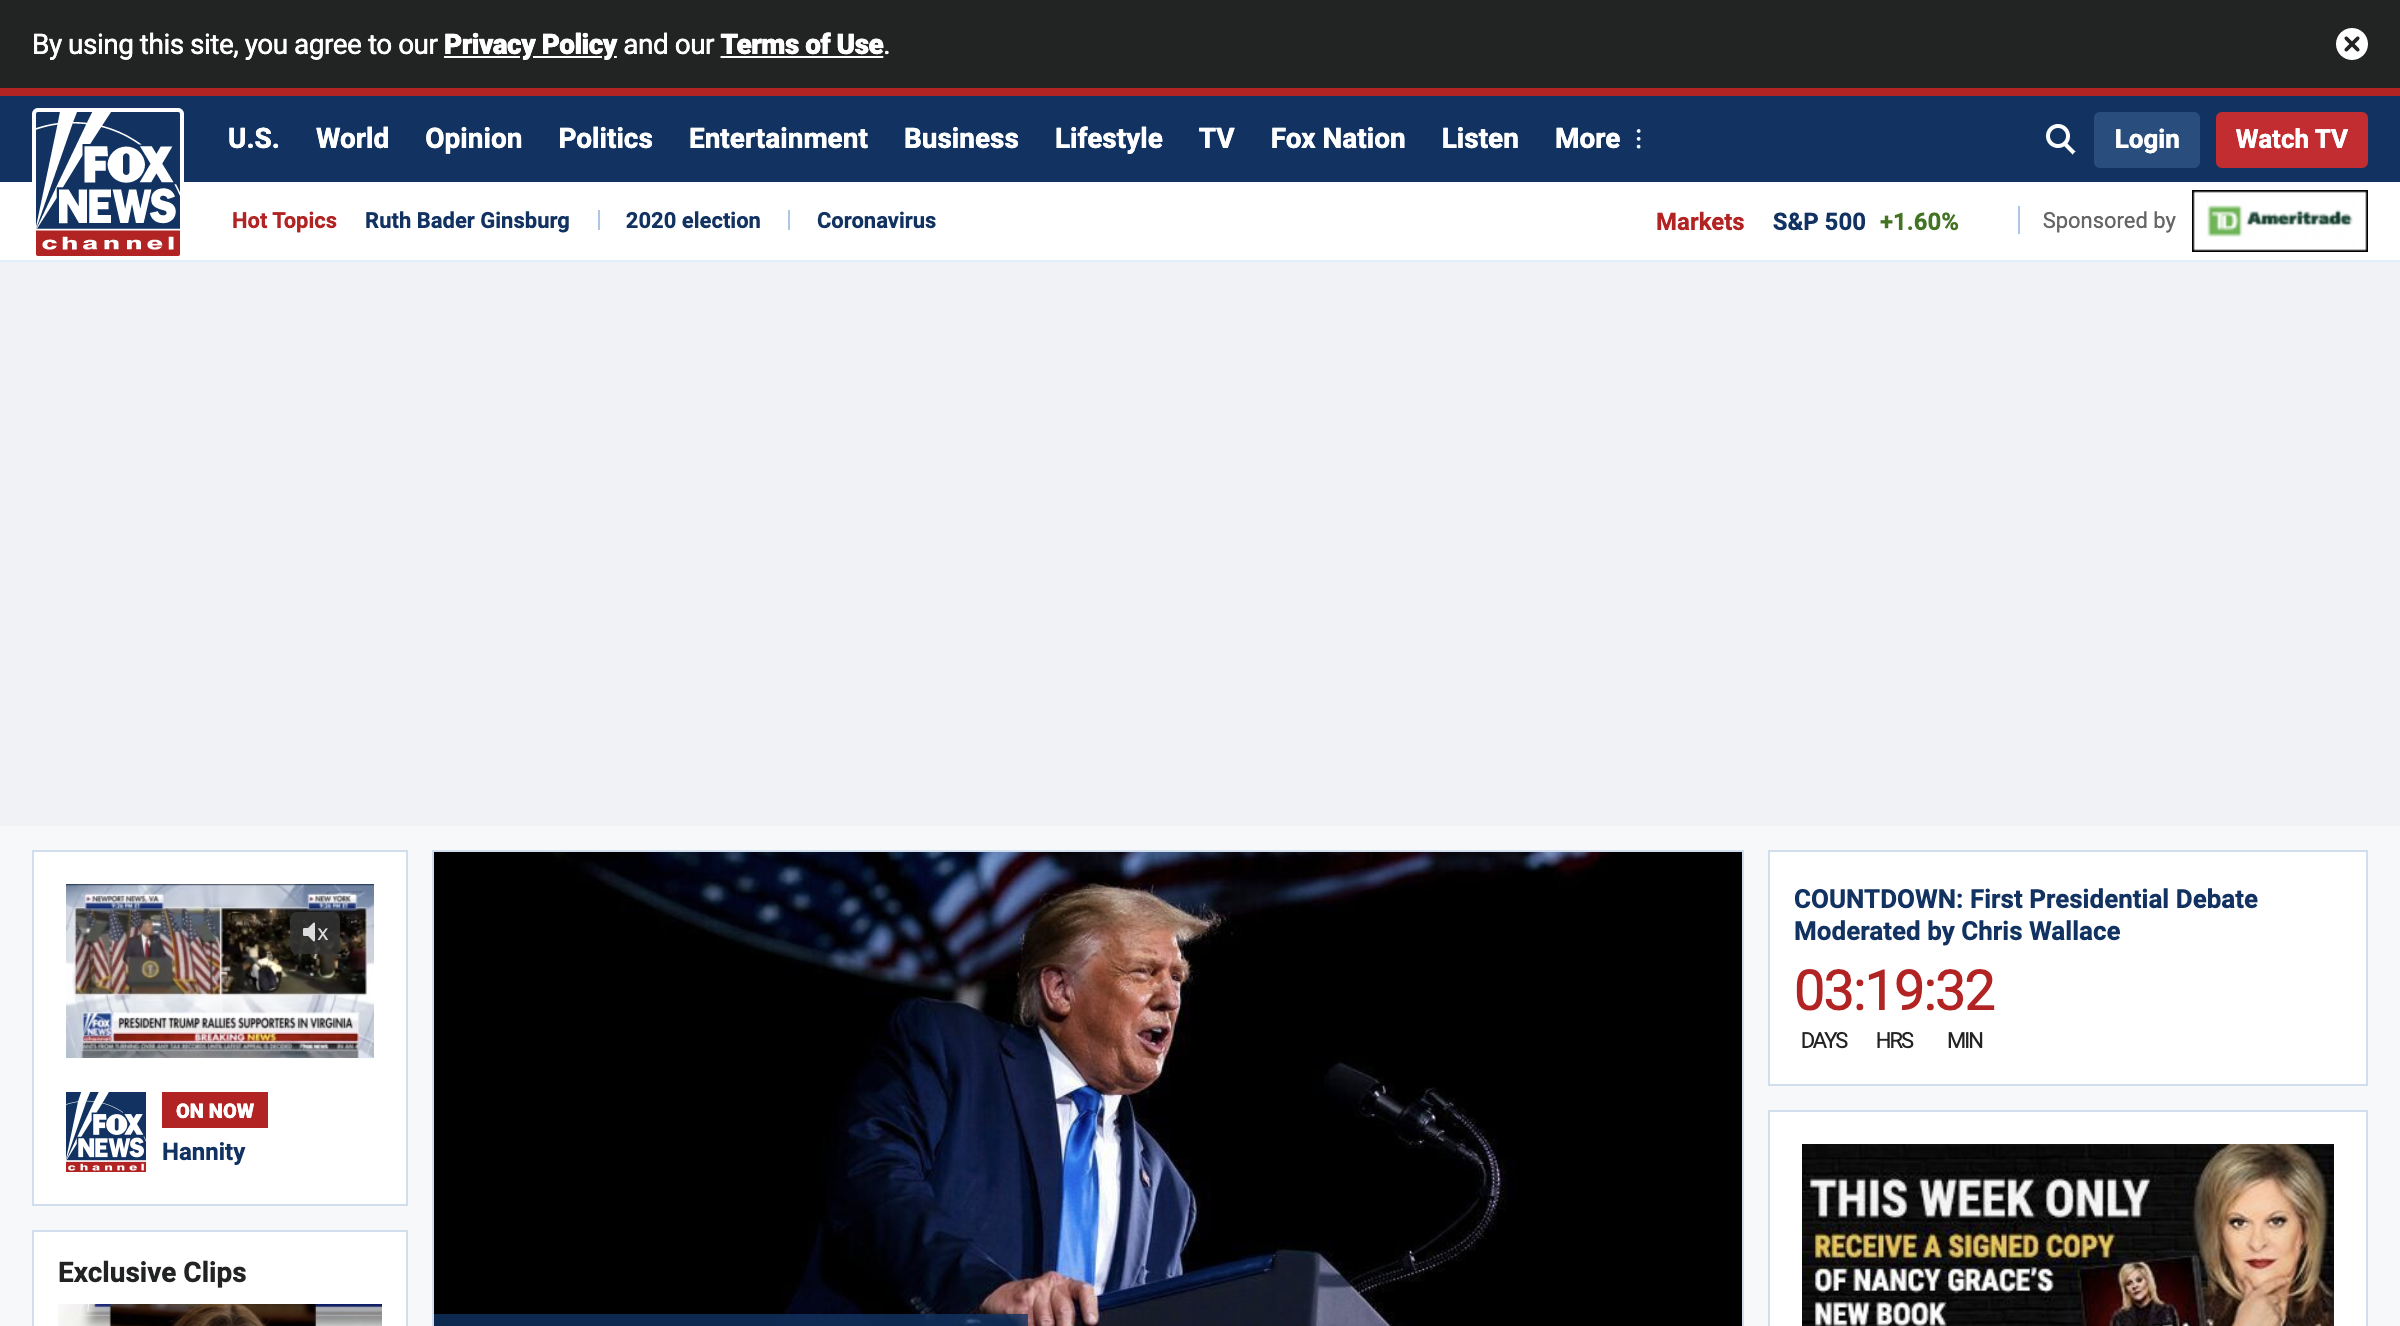 By using this site, you agree to our Privacy Policy and our Terms of Use.
FOX
NEWS
channel
U.S. World Opinion Politics Entertainment Business Lifestyle TV Fox Nation Listen More
Login
Watch TV
Hot Topics Ruth Bader Ginsburg 2020 election Coronavirus
Markets S&P 500 +1.60%
Sponsored by
TD Ameritrade
NEWPORT NEWS, VA
NEW YORK
PRESIDENT TRUMP RALLIES SUPPORTERS IN VIRGINIA
BREAKING NEWS
FOX
NEWS
channel
ON NOW
Hannity
Exclusive Clips
COUNTDOWN: First Presidential Debate
Moderated by Chris Wallace
03:19:32
DAYS HRS MIN
THIS WEEK ONLY
RECEIVE A SIGNED COPY
OF NANCY GRACE'S
NEW BOOK